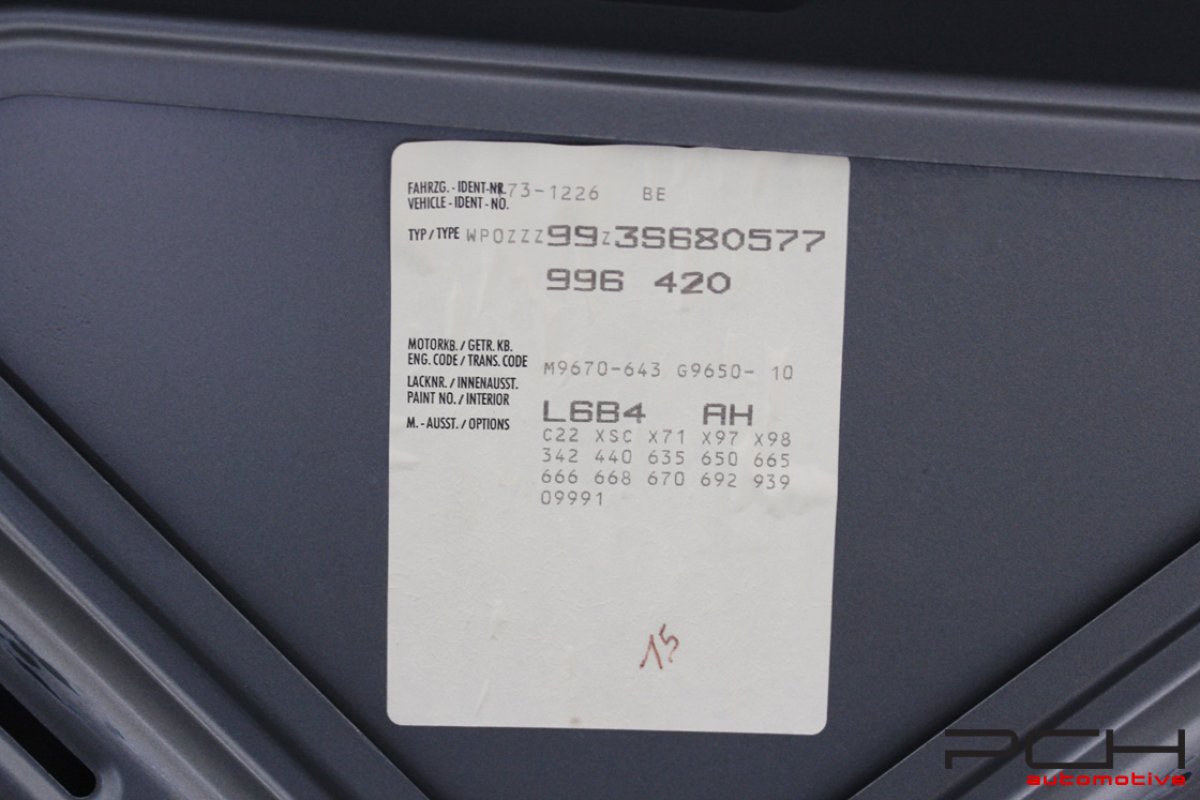 FAHRZG. - IDENT-NR. 73-1226 BE
VEHICLE - IDENT - NO.
TYP / TYPE WP0ZZZ99Z3S680577
996 420
MOTORKB. / GETR. KB.
ENG. CODE / TRANS. CODE M9670-643 G9650- 10
LACKNR. / INNENAUSST.
PAINT NO. / INTERIOR L6B4 AH
M. - AUSST. / OPTIONS C22 XSC X71 X97 X98
342 440 635 650 665
666 668 670 692 939
09991
15
PCH
automotive